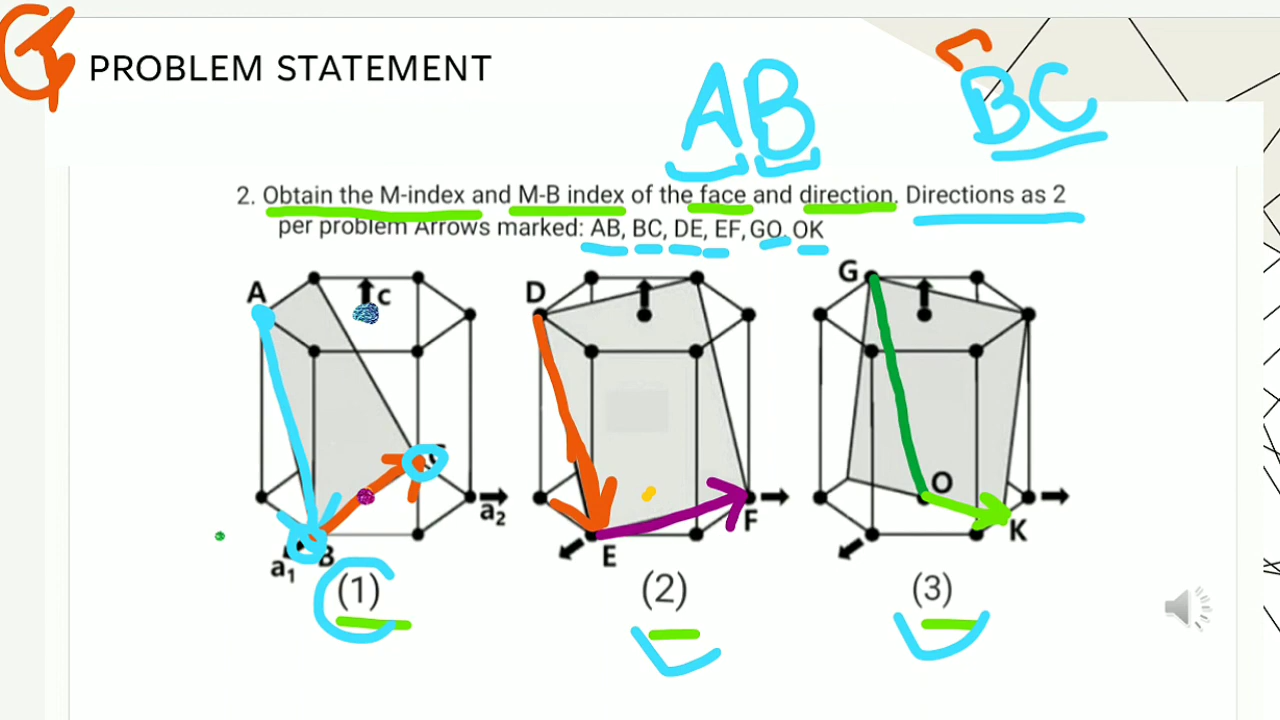 PROBLEM STATEMENT
AB
BC
2. Obtain the M-index and M-B index of the face and direction. Directions as 2
per problem Arrows marked: AB, BC, DE, EF, GO, OK
A
c
D
G
C
a₂
O
F
K
a₁
B
E
(1)
(2)
(3)